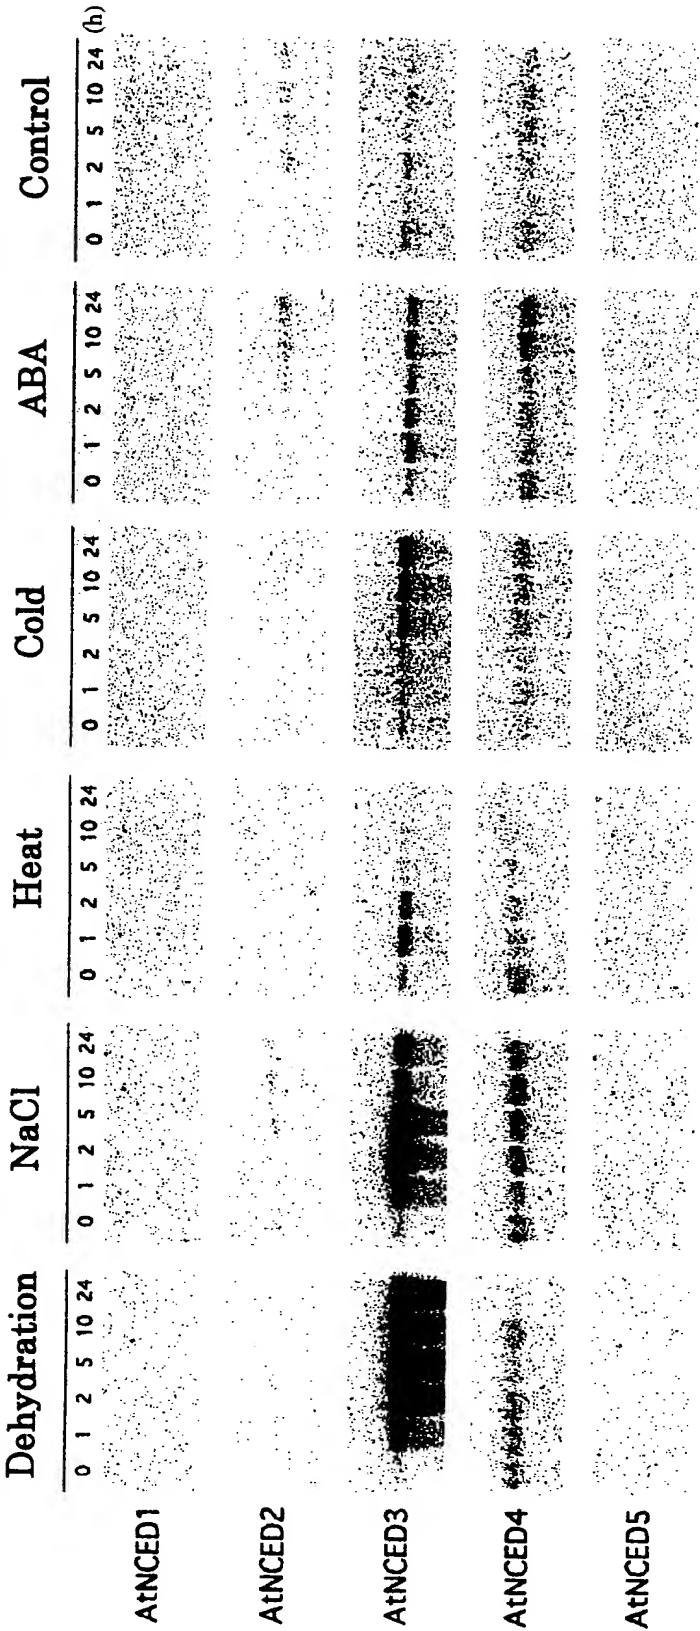 Dehydration NaCl Heat Cold ABA Control
0 1 2 5 10 24 0 1 2 5 10 24 0 1 2 5 10 24 0 1 2 5 10 24 0 1 2 5 10 24 0 1 2 5 10 24 (h)
AtNCED1
AtNCED2
AtNCED3
AtNCED4
AtNCED5